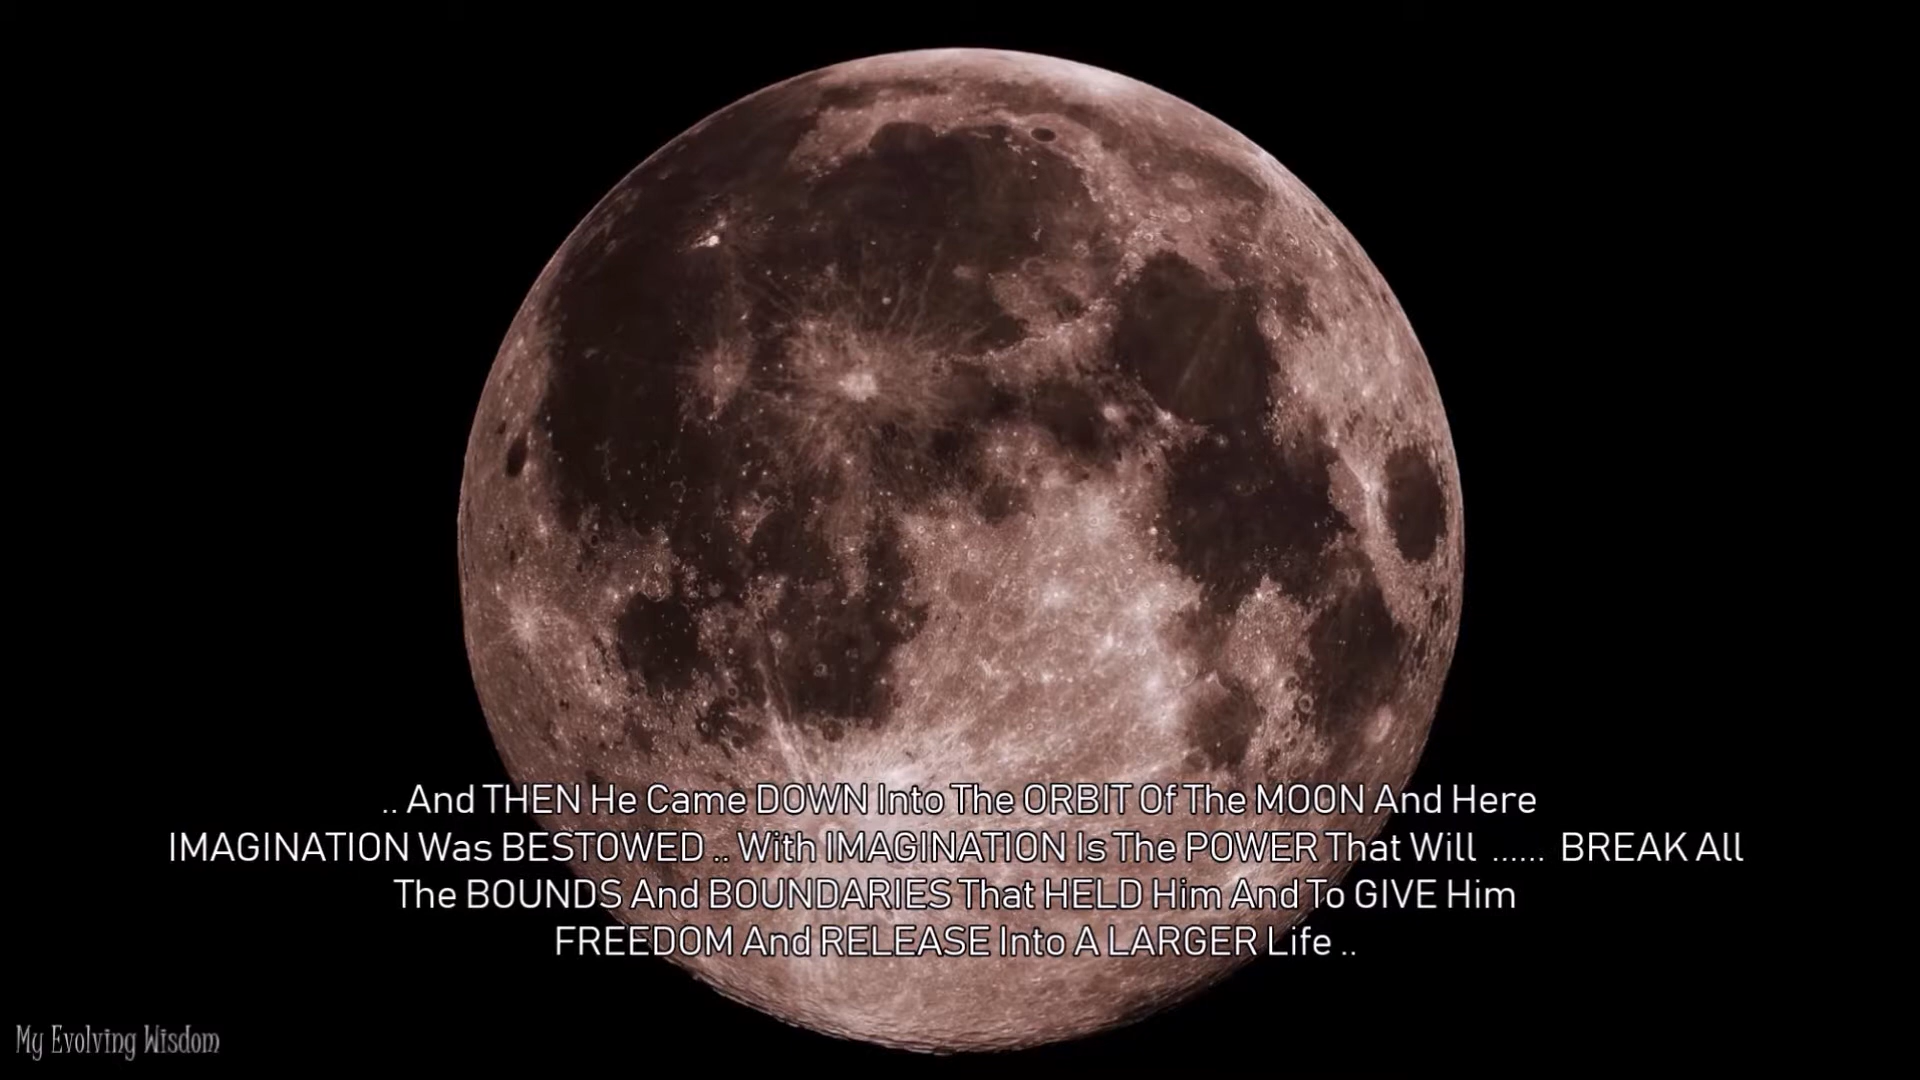 .. And THEN He Came DOWN Into The ORBIT Of The MOON And Here
IMAGINATION Was BESTOWED .. With IMAGINATION Is The POWER That Will ...... BREAK All
The BOUNDS And BOUNDARIES That HELD Him And To GIVE Him
FREEDOM And RELEASE Into A LARGER Life ..
My Evolving Wisdom